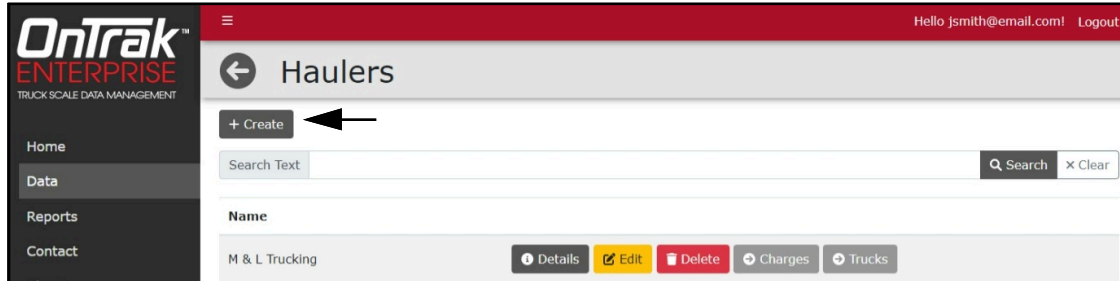 OnTrak™
ENTERPRISE
TRUCK SCALE DATA MANAGEMENT
Home
Data
Reports
Contact
Hello jsmith@email.com! Logout
Haulers
+ Create
Search Text
Search × Clear
Name
M & L Trucking Details Edit Delete Charges Trucks